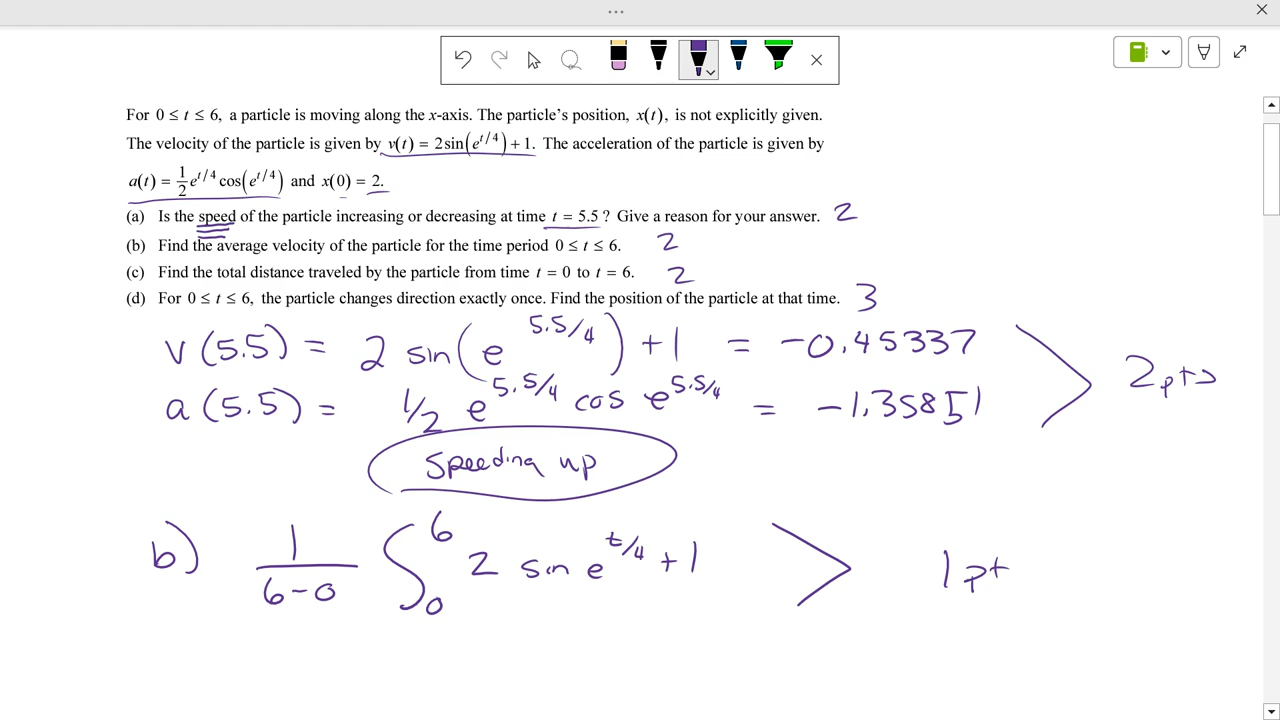 For 0 ≤ t ≤ 6, a particle is moving along the x-axis. The particle's position, x(t), is not explicitly given.
The velocity of the particle is given by v(t) = 2sin(e^{t/4}) + 1. The acceleration of the particle is given by
a(t) = 1/2 e^{t/4} cos(e^{t/4}) and x(0) = 2.
(a) Is the speed of the particle increasing or decreasing at time t = 5.5? Give a reason for your answer. 2
(b) Find the average velocity of the particle for the time period 0 ≤ t ≤ 6. 2
(c) Find the total distance traveled by the particle from time t = 0 to t = 6. 2
(d) For 0 ≤ t ≤ 6, the particle changes direction exactly once. Find the position of the particle at that time. 3
v(5.5) = 2 sin(e^{5.5/4}) + 1 = -0.45337
a(5.5) = 1/2 e^{5.5/4} cos e^{5.5/4} = -1.35851
2pts
Speeding up
b) 1/(6-0) ∫_0^6 2 sin e^{t/4} + 1 1pt